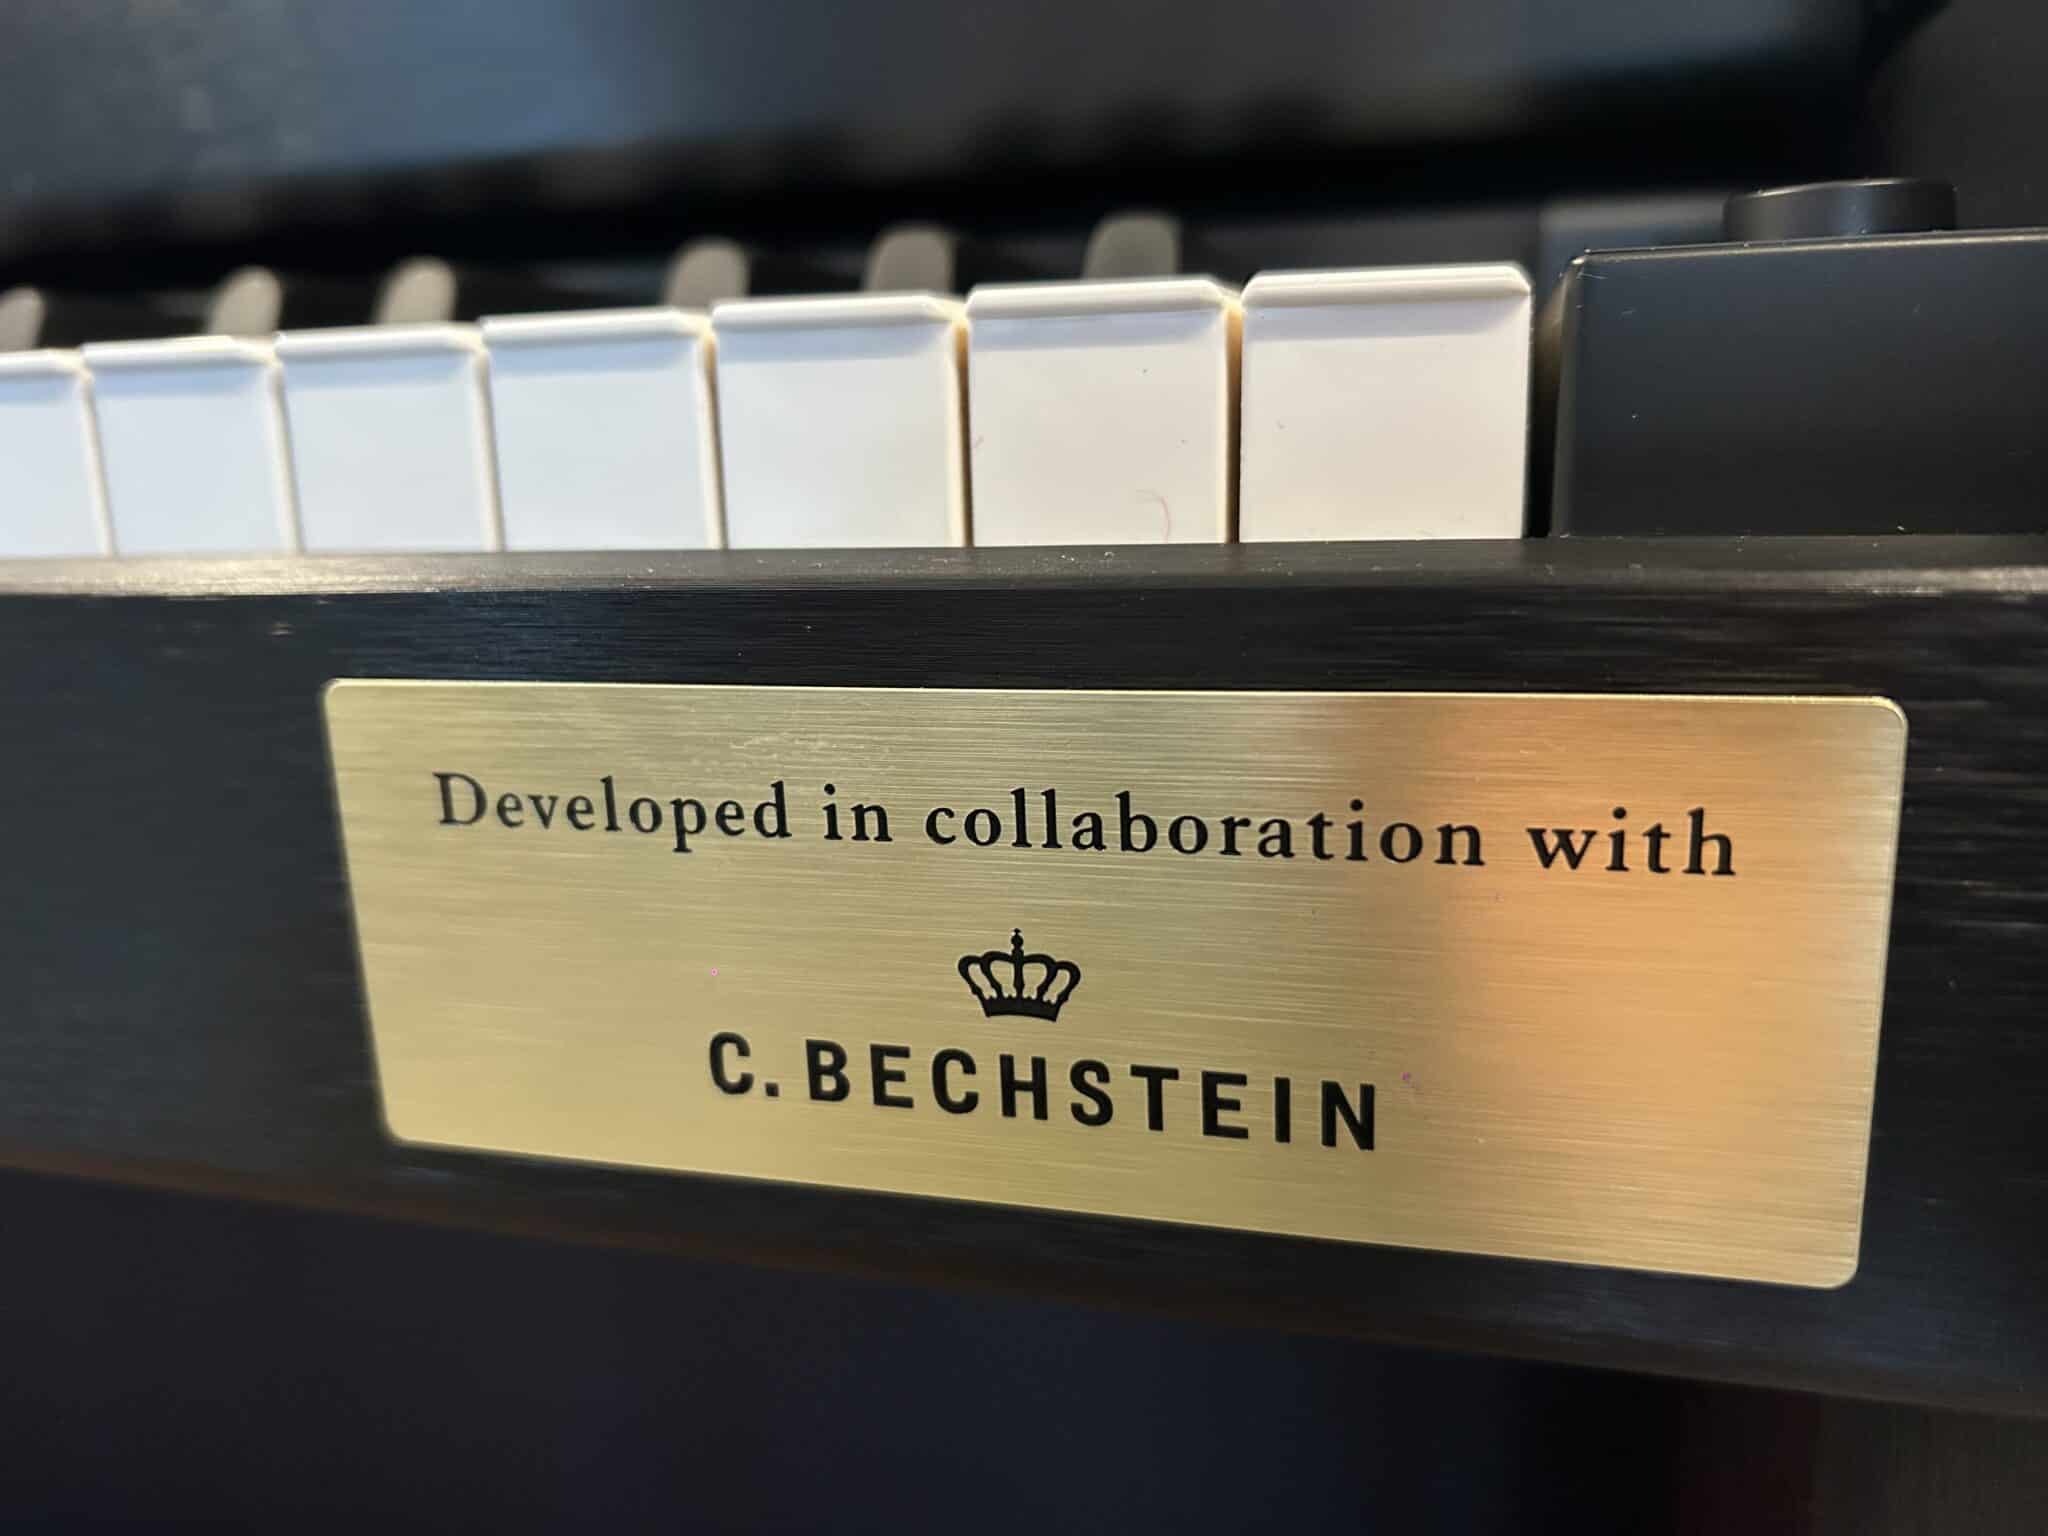 Developed in collaboration with
C. BECHSTEIN